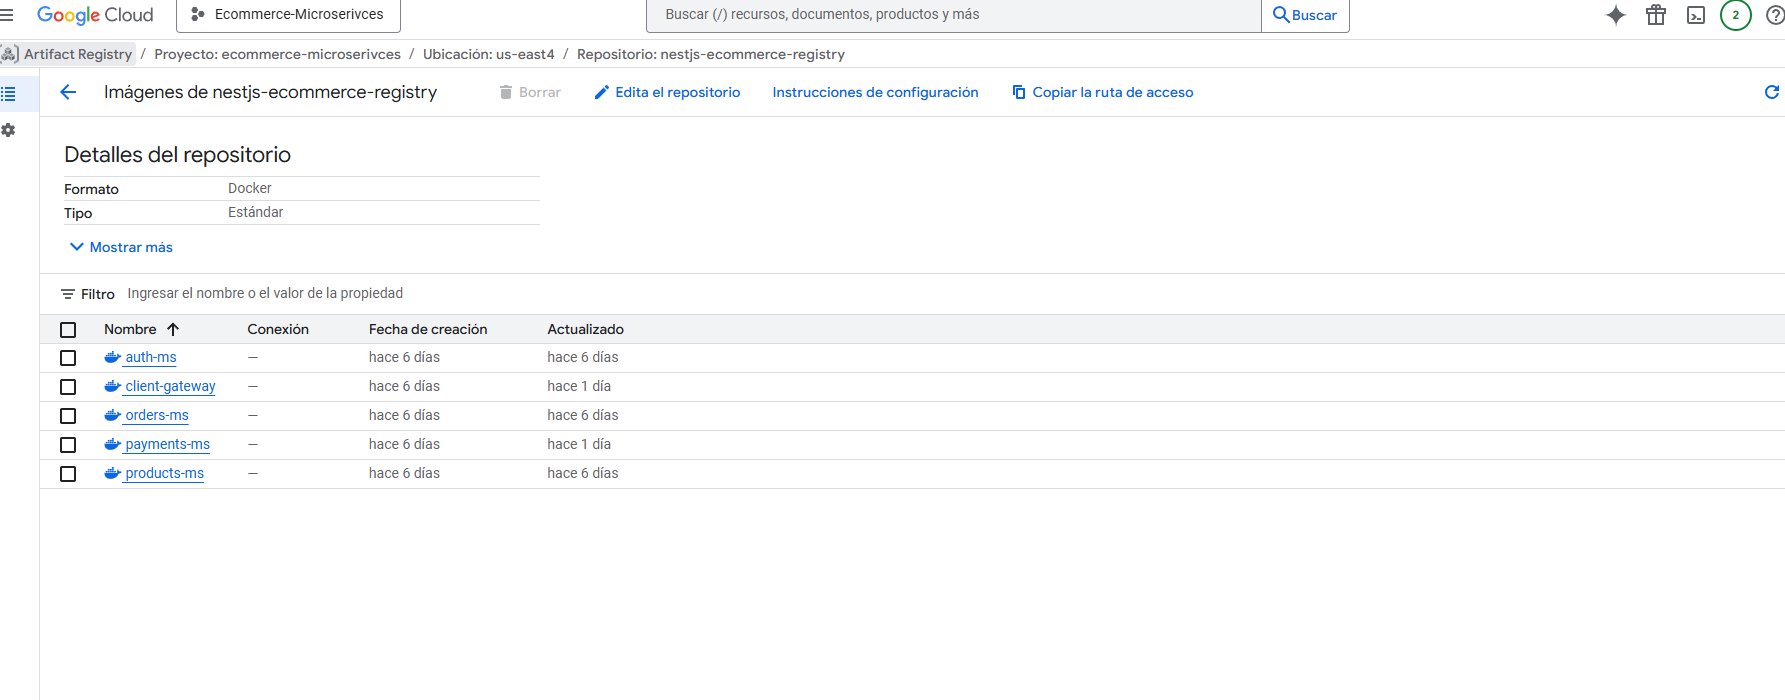 Google Cloud Ecommerce-Microserivces Buscar (/) recursos, documentos, productos y más Buscar 2
Artifact Registry / Proyecto: ecommerce-microserivces / Ubicación: us-east4 / Repositorio: nestjs-ecommerce-registry
Imágenes de nestjs-ecommerce-registry Borrar Edita el repositorio Instrucciones de configuración Copiar la ruta de acceso
Detalles del repositorio
Formato Docker
Tipo Estándar
Mostrar más
Filtro Ingresar el nombre o el valor de la propiedad
Nombre Conexión Fecha de creación Actualizado
auth-ms — hace 6 días hace 6 días
client-gateway — hace 6 días hace 1 día
orders-ms — hace 6 días hace 6 días
payments-ms — hace 6 días hace 1 día
products-ms — hace 6 días hace 6 días